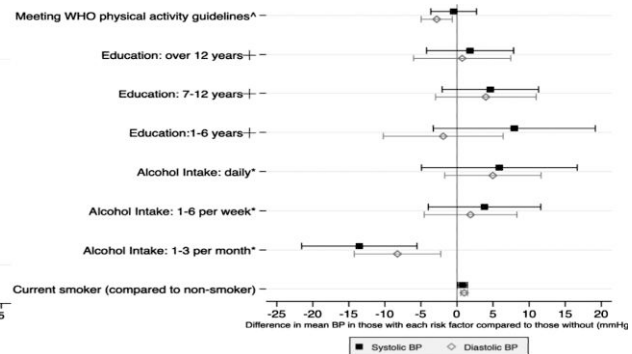 Meeting WHO physical activity guidelines^
Education: over 12 years+
Education: 7-12 years+
Education:1-6 years+
Alcohol Intake: daily*
Alcohol Intake: 1-6 per week*
Alcohol Intake: 1-3 per month*
Current smoker (compared to non-smoker)
5
-25 -20 -15 -10 -5 0 5 10 15 20
Difference in mean BP in those with each risk factor compared to those without (mmHg
Systolic BP Diastolic BP